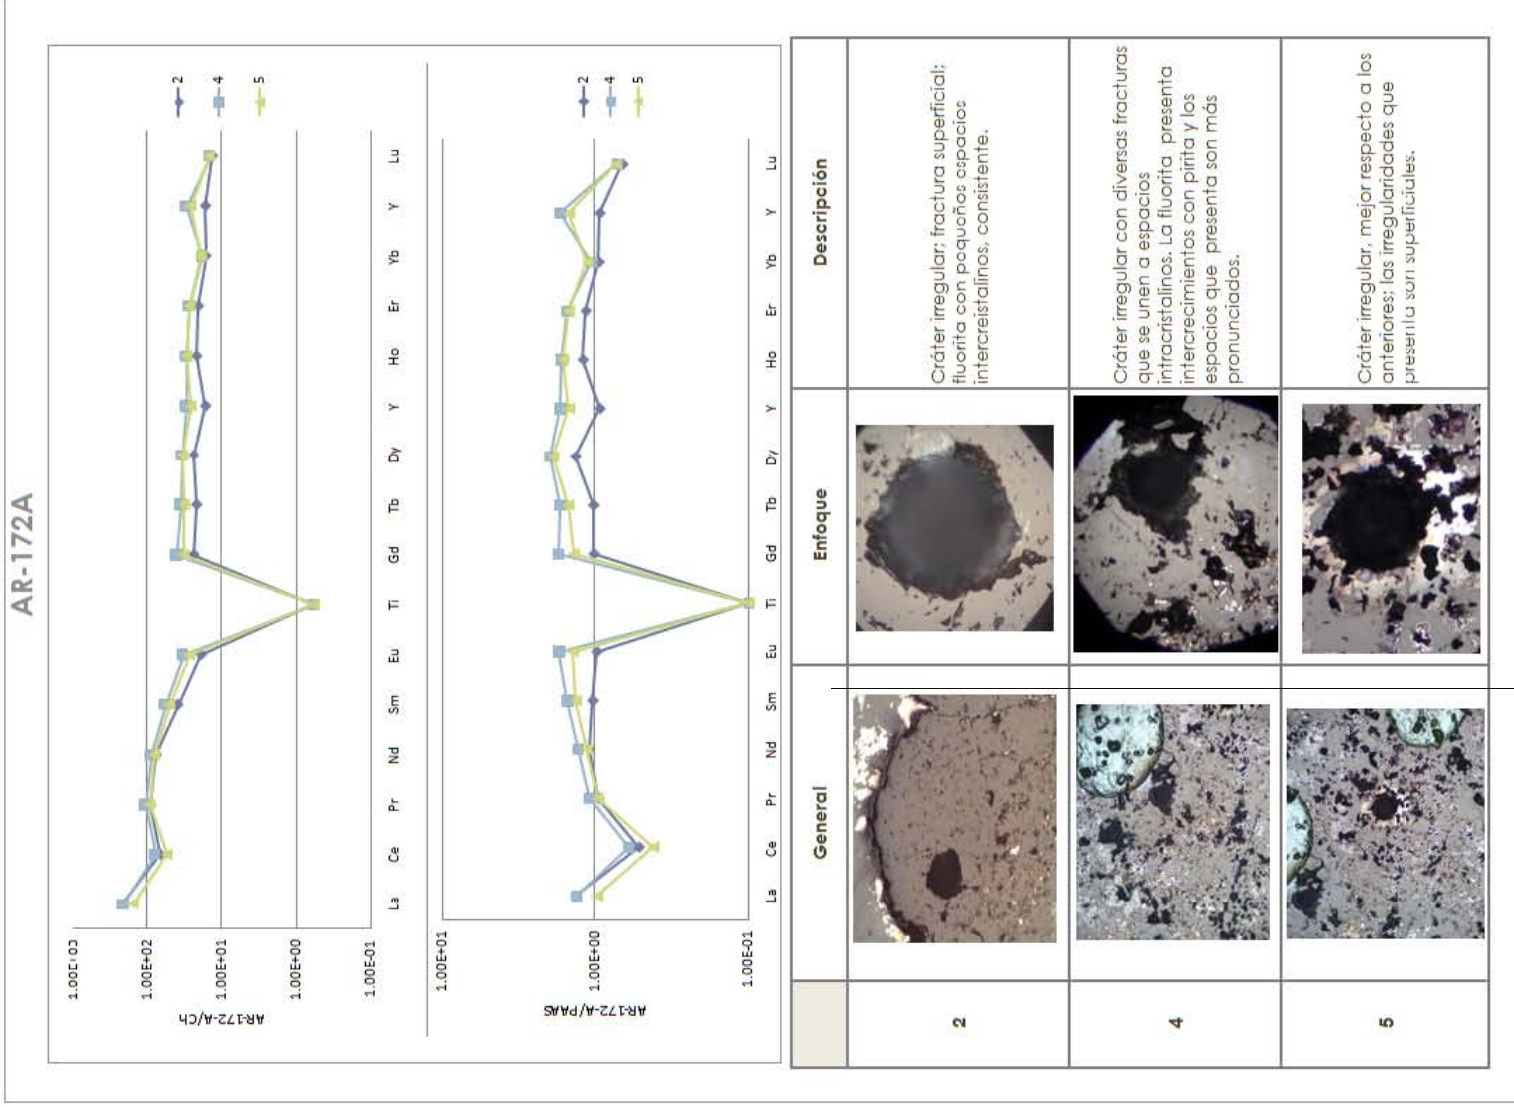 AR-172A
1.00E+03
1.00E+02
1.00E+01
1.00E+00
1.00E-01
AR-172-A/Ch
La Ce Pr Nd Sm Eu Ti Gd Tb Dy Y Ho Er Yb Y Lu
2
4
5
1.00E+01
1.00E+00
1.00E-01
AR-172-A/PAAS
La Ce Pr Nd Sm Eu Ti Gd Tb Dy Y Ho Er Yb Y Lu
2
4
5
General Enfoque Descripción
2
Cráter irregular; fractura superficial;
fluorita con poquoños ospacios
intercreistalinos, consistente.
4
Cráter irregular con diversas fracturas
que se unen a espacios
intracristalinos. La fluorita presenta
intercrecimientos con pirita y los
espacios que presenta son más
pronunciados.
5
Cráter irregular, mejor respecto a los
anteriores; las irregularidades que
presenta son superficiales.